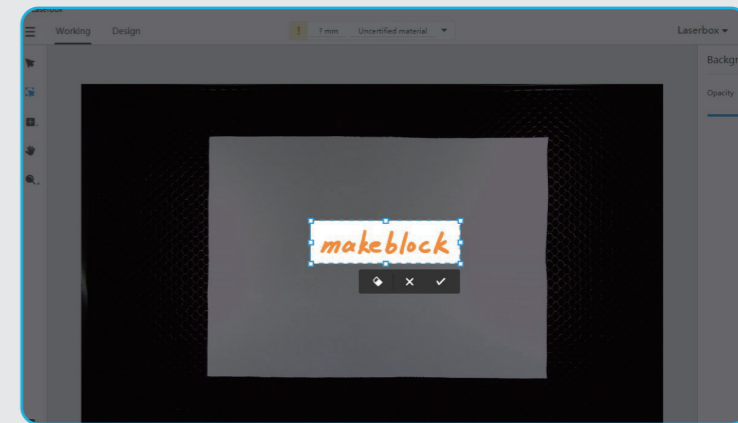 Laserbox
Working Design ! 1 mm Uncertified material Laserbox
Backgr
Opacity
makeblock